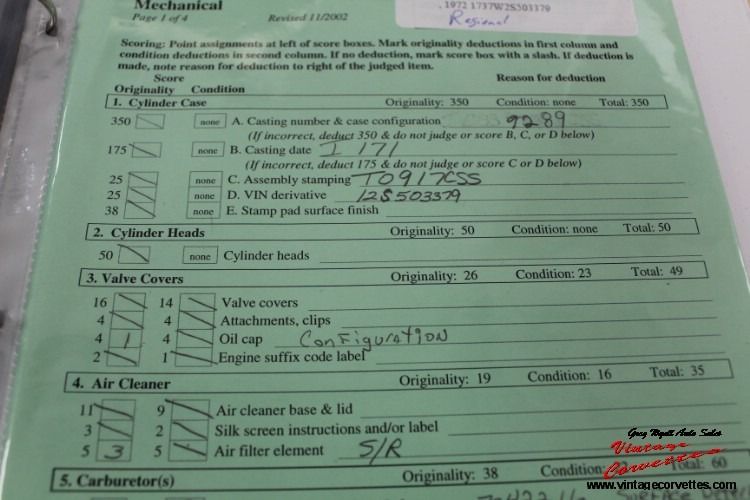 Mechanical
Page 1 of 4 Revised 11/2002
1972 1Z37W2S503379
Regional
Scoring: Point assignments at left of score boxes. Mark originality deductions in first column and
condition deductions in second column. If no deduction, mark score box with a slash. If deduction is
made, note reason for deduction to right of the judged item.
Score Reason for deduction
Originality Condition
1. Cylinder Case Originality: 350 Condition: none Total: 350
350 none A. Casting number & case configuration 9289
(If incorrect, deduct 350 & do not judge or score B, C, or D below)
175 none B. Casting date I 171
(If incorrect, deduct 175 & do not judge or score C or D below)
25 none C. Assembly stamping T0917CSS
25 none D. VIN derivative 12S503379
38 none E. Stamp pad surface finish
2. Cylinder Heads Originality: 50 Condition: none Total: 50
50 none Cylinder heads
3. Valve Covers Originality: 26 Condition: 23 Total: 49
16 14 Valve covers
4 4 Attachments, clips
4 1 4 Oil cap Configuration
2 1 Engine suffix code label
4. Air Cleaner Originality: 19 Condition: 16 Total: 35
11 9 Air cleaner base & lid
3 2 Silk screen instructions and/or label
5 3 5 Air filter element S/R
5. Carburetor(s) Originality: 38 Condition: Total: 60
Greg Wyatt Auto Sales
Vintage
Corvettes
www.vintagecorvettes.com